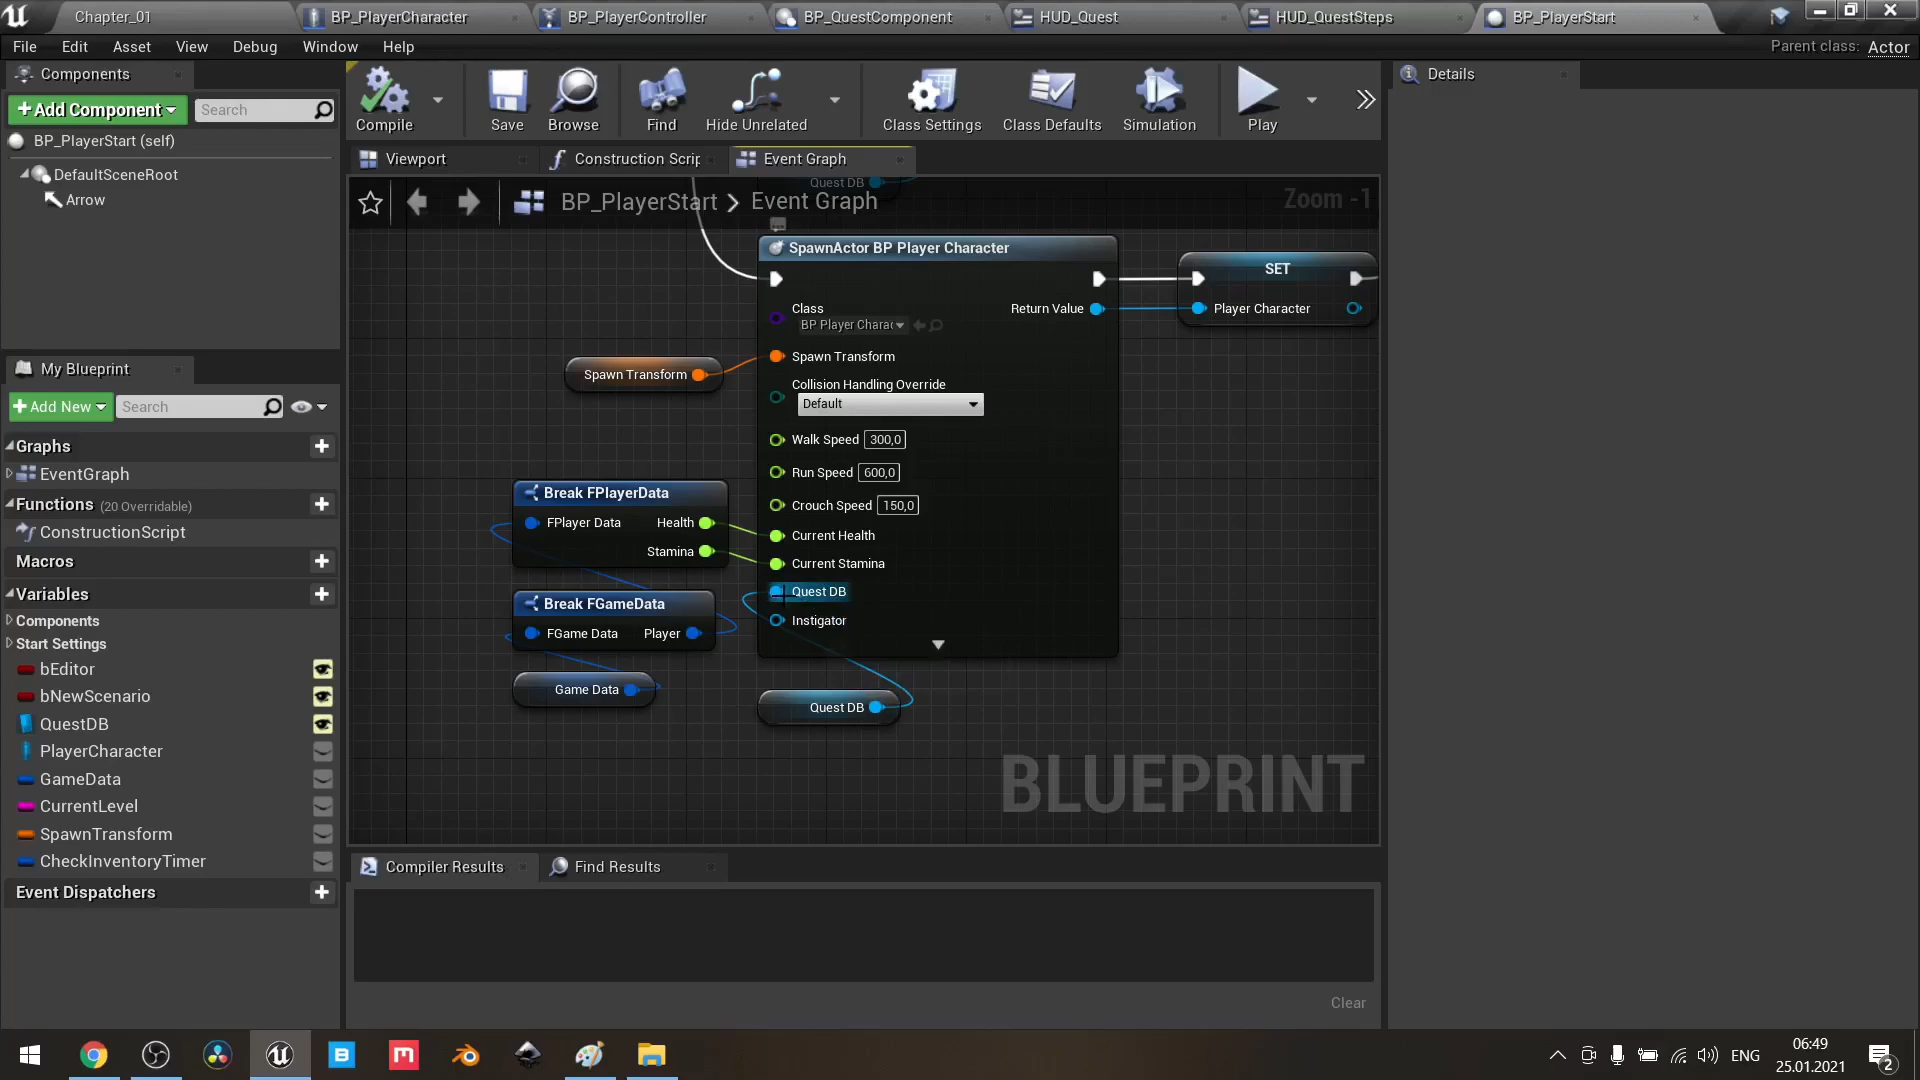 Chapter_01
BP_PlayerCharacter
BP_PlayerController
BP_QuestComponent
HUD_Quest
HUD_QuestSteps
BP_PlayerStart
File Edit Asset View Debug Window Help
Parent class: Actor
Components
+Add Component
Search
BP_PlayerStart (self)
DefaultSceneRoot
Arrow
Compile
Save
Browse
Find
Hide Unrelated
Class Settings
Class Defaults
Simulation
Play
Details
Viewport
Construction Scrip
Event Graph
BP_PlayerStart > Event Graph
Zoom -1
Quest DB
SpawnActor BP Player Character
Class
BP Player Charac
Return Value
Spawn Transform
Collision Handling Override
Default
Walk Speed 300,0
Run Speed 600,0
Crouch Speed 150,0
Current Health
Current Stamina
Quest DB
Instigator
SET
Player Character
Spawn Transform
Break FPlayerData
FPlayer Data Health
Stamina
Break FGameData
FGame Data Player
Game Data
Quest DB
BLUEPRINT
My Blueprint
+Add New
Search
Graphs
EventGraph
Functions (20 Overridable)
ConstructionScript
Macros
Variables
Components
Start Settings
bEditor
bNewScenario
QuestDB
PlayerCharacter
GameData
CurrentLevel
SpawnTransform
CheckInventoryTimer
Event Dispatchers
Compiler Results
Find Results
Clear
B
m
ENG
06:49
25.01.2021
2